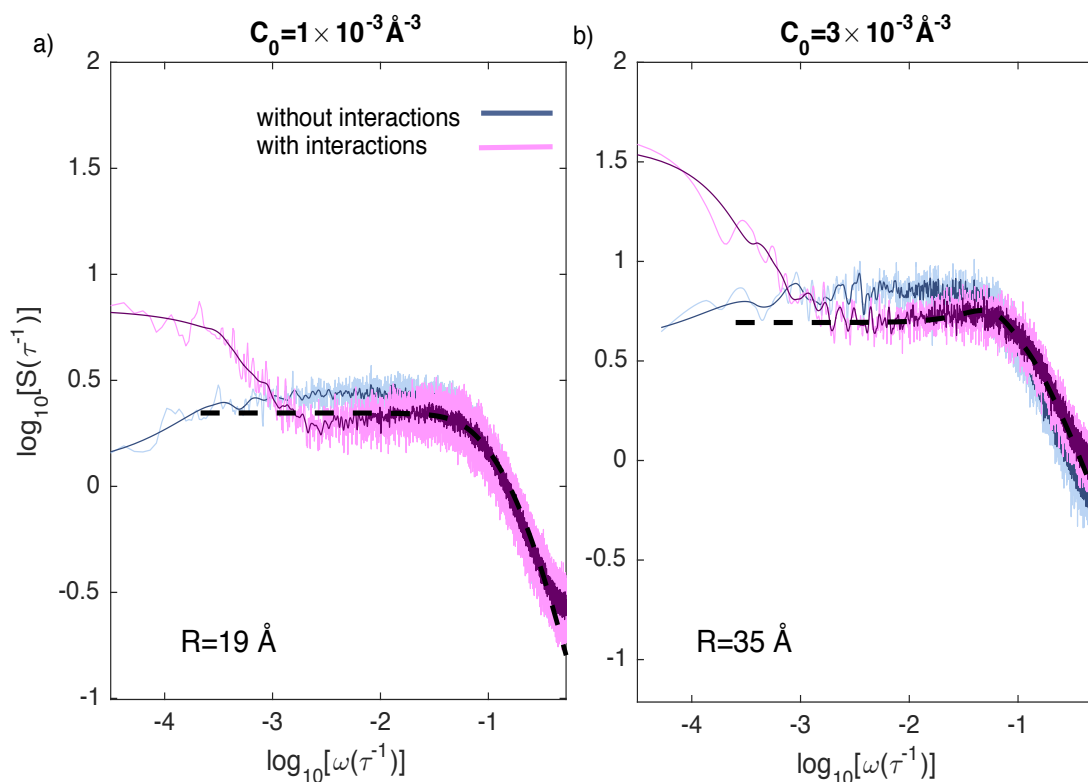 a)
C₀=1×10⁻³Å⁻³
b)
C₀=3×10⁻³Å⁻³
2
1.5
1
0.5
0
-0.5
-1
log₁₀[S(τ⁻¹)]
without interactions
with interactions
R=19 Å
-4
-3
-2
-1
log₁₀[ω(τ⁻¹)]
2
1.5
1
0.5
0
0.5
1
R=35 Å
-4
-3
-2
-1
log₁₀[ω(τ⁻¹)]